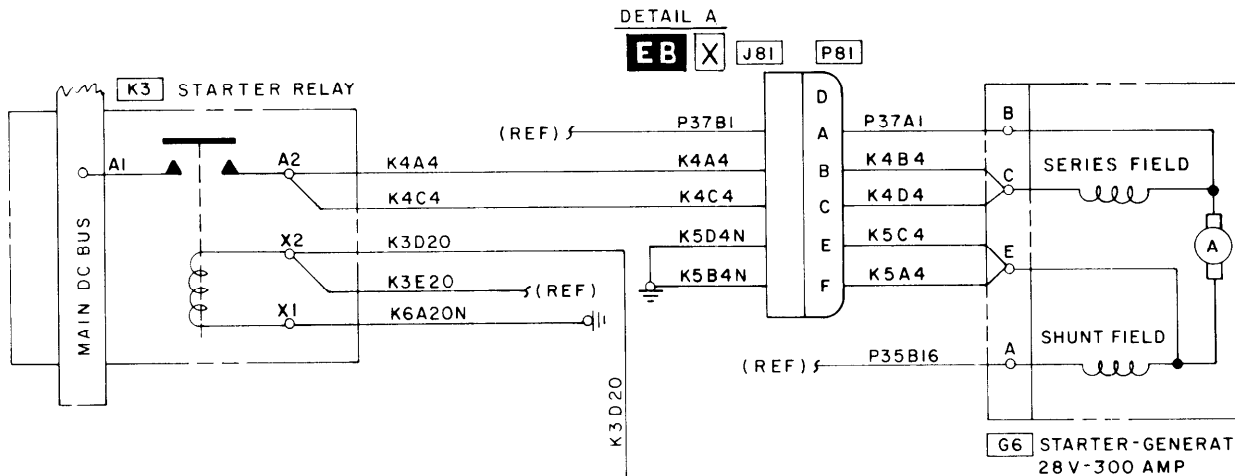 DETAIL A
EB X J81 P81
K3 STARTER RELAY
D
(REF) P37B1 A P37A1 B
A1 A2 K4A4 K4A4 B K4B4 C SERIES FIELD
K4C4 K4C4 C K4D4
MAIN DC BUS
X2 K3D20 K5D4N E K5C4 E A
K3E20 (REF) K5B4N F K5A4
X1 K6A20N
K3D20
(REF) P35B16 A SHUNT FIELD
G6 STARTER-GENERAT
28V-300 AMP